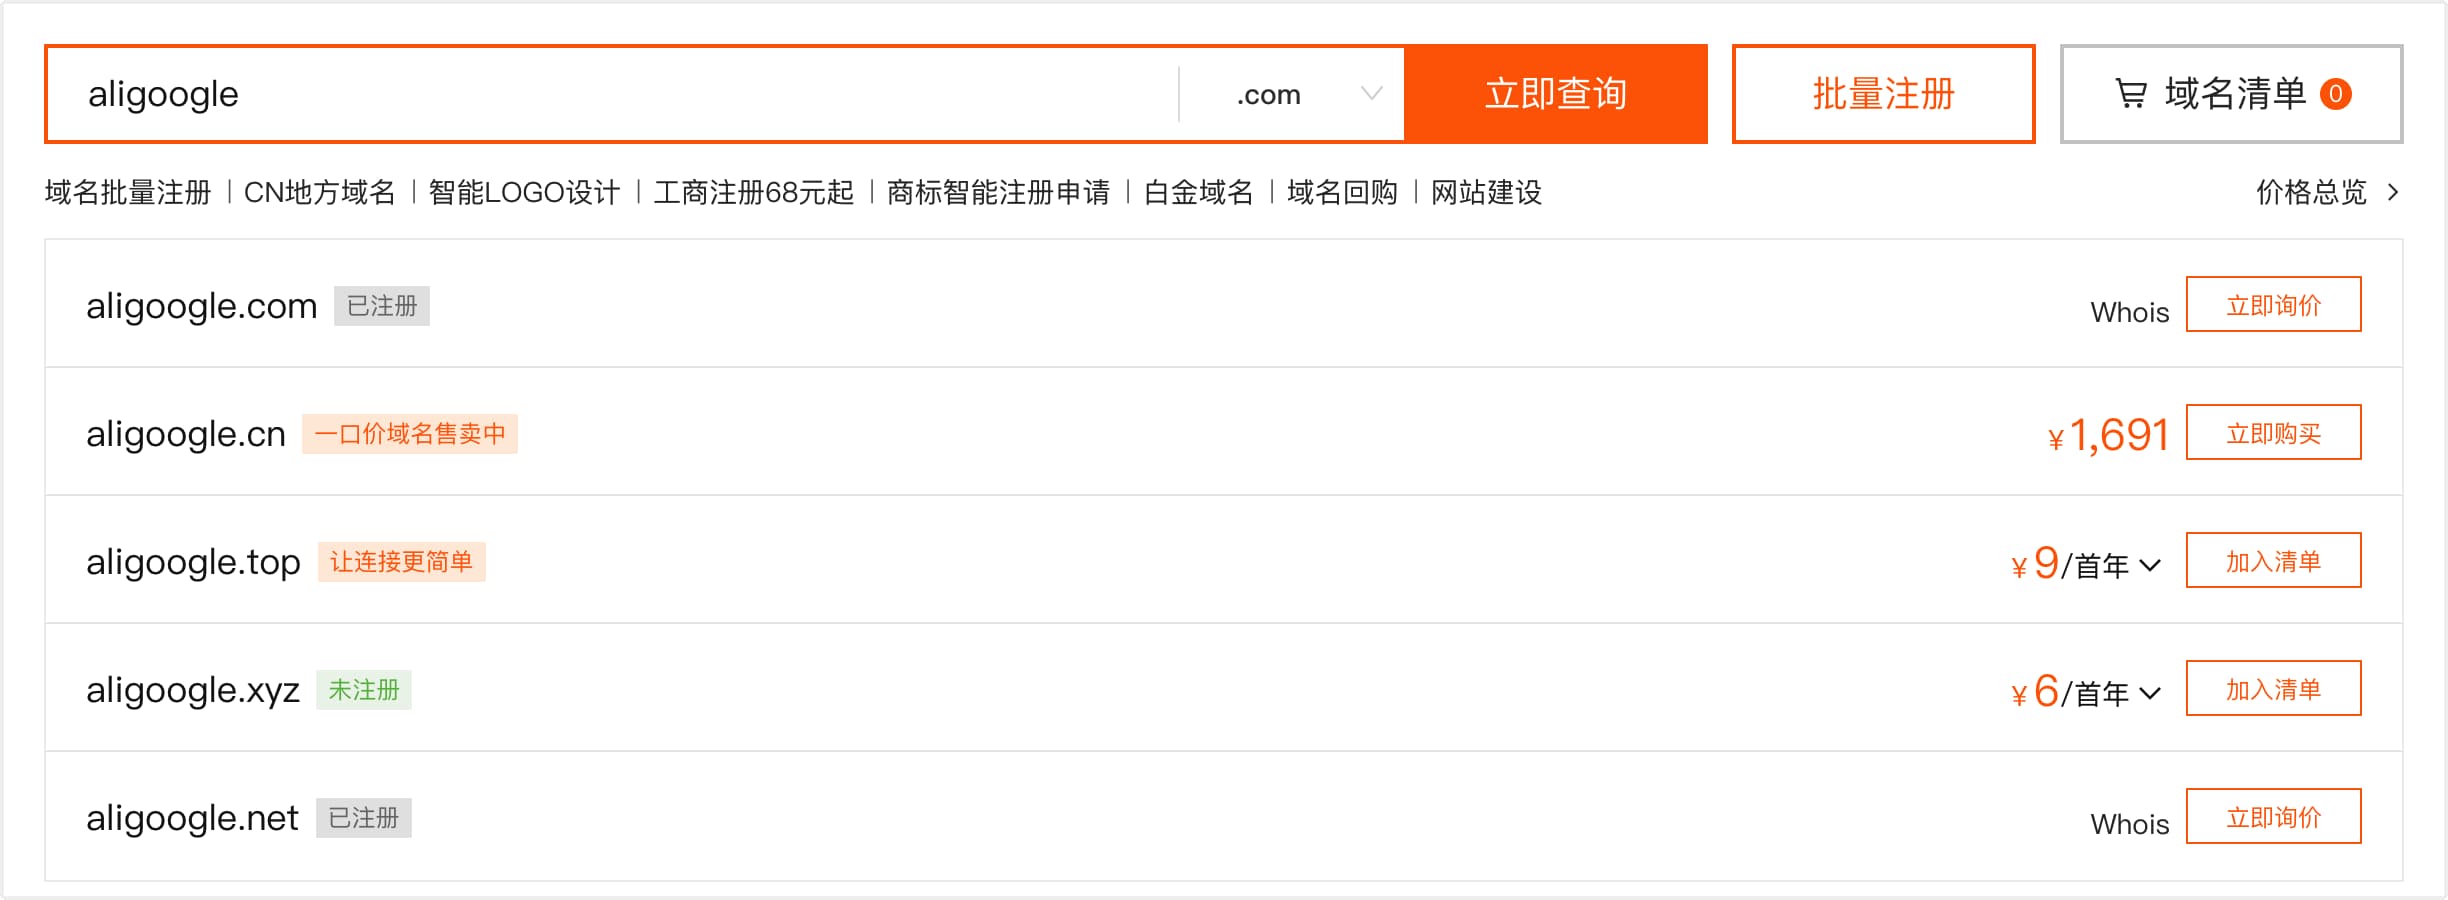 aligoogle .com 立即查询 批量注册 域名清单 0
域名批量注册 | CN地方域名 | 智能LOGO设计 | 工商注册68元起 | 商标智能注册申请 | 白金域名 | 域名回购 | 网站建设 价格总览 >
aligoogle.com 已注册 Whois 立即询价
aligoogle.cn 一口价域名售卖中 ¥1,691 立即购买
aligoogle.top 让连接更简单 ¥9/首年 加入清单
aligoogle.xyz 未注册 ¥6/首年 加入清单
aligoogle.net 已注册 Whois 立即询价